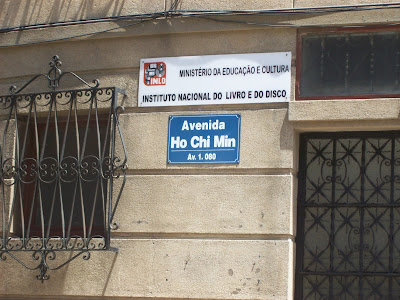 MINISTÉRIO DA EDUCAÇÃO E CULTURA
INLD
INSTITUTO NACIONAL DO LIVRO E DO DISCO
Avenida
Ho Chi Min
Av. 1. 080